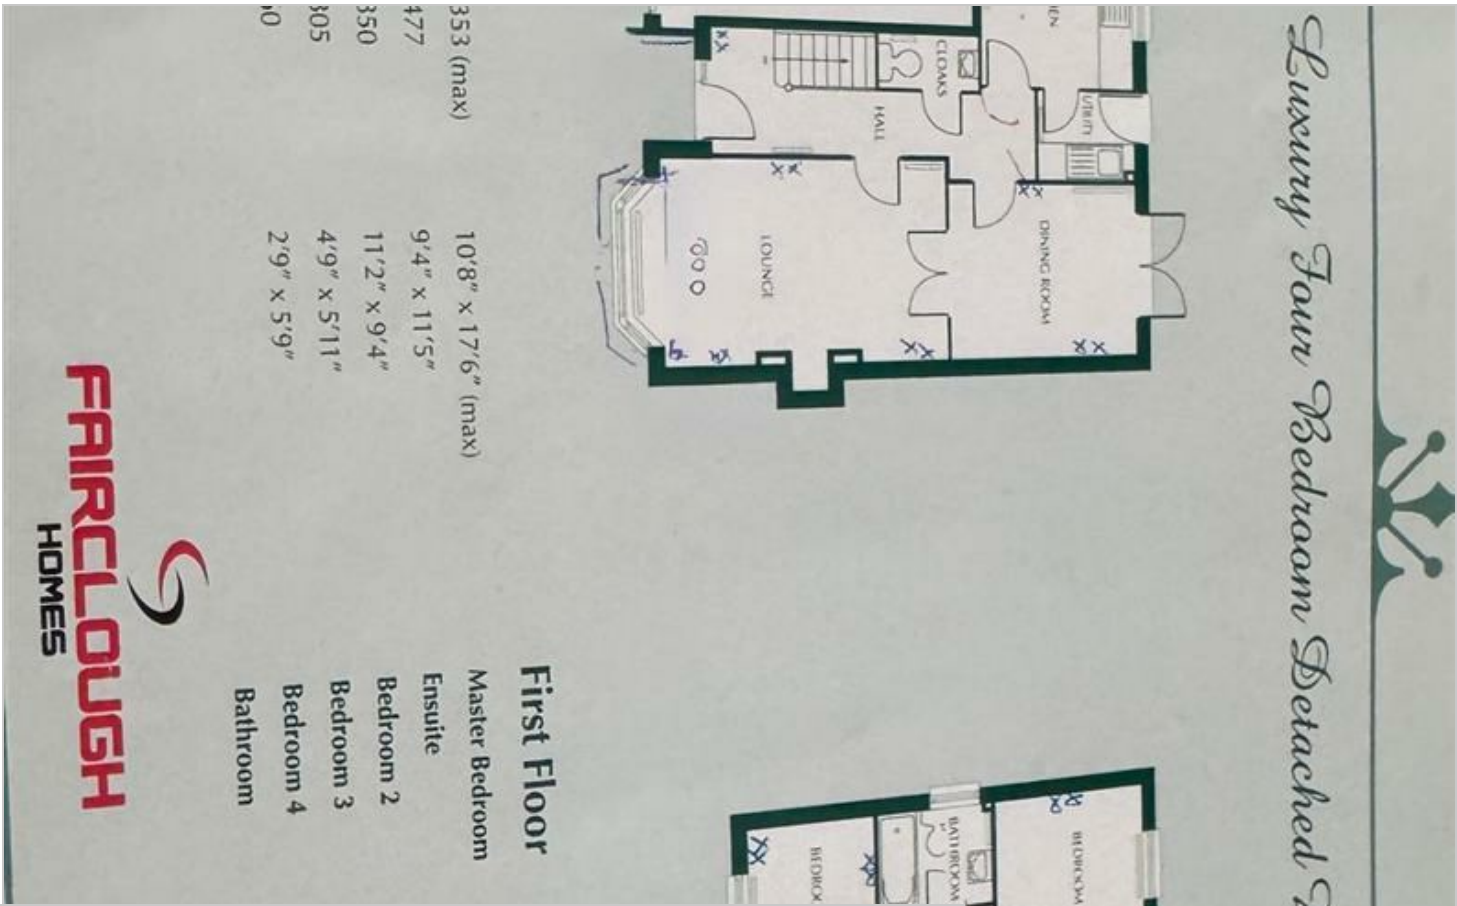 Luxury Four Bedroom Detached
UTILITY
CLOAKS
HALL
DINING ROOM
LOUNGE
353 (max) 10'8" x 17'6" (max)
477 9'4" x 11'5"
350 11'2" x 9'4"
305 4'9" x 5'11"
2'9" x 5'9"
BEDROOM
BATHROOM
First Floor
Master Bedroom
Ensuite
Bedroom 2
Bedroom 3
Bedroom 4
Bathroom
FAIRCLOUGH
HOMES